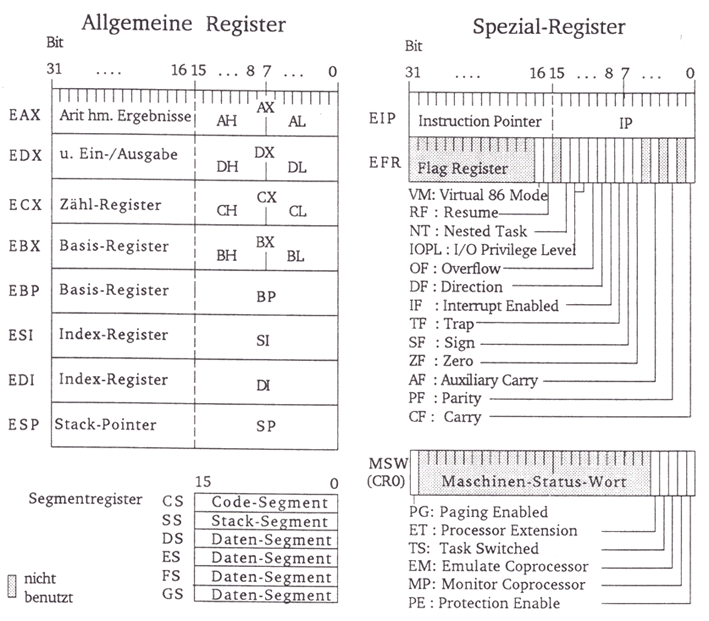 Allgemeine Register
Bit
31 .... 16 15 ... 8 7 ... 0
EAX Arithm. Ergebnisse AH AX AL
EDX u. Ein-/Ausgabe DH DX DL
ECX Zähl-Register CH CX CL
EBX Basis-Register BH BX BL
EBP Basis-Register BP
ESI Index-Register SI
EDI Index-Register DI
ESP Stack-Pointer SP
15 0
Segmentregister CS Code-Segment
SS Stack-Segment
DS Daten-Segment
ES Daten-Segment
FS Daten-Segment
GS Daten-Segment
nicht
benutzt
Spezial-Register
Bit
31 .... 16 15 ... 8 7 ... 0
EIP Instruction Pointer IP
EFR Flag Register
VM: Virtual 86 Mode
RF : Resume
NT : Nested Task
IOPL : I/O Privilege Level
OF : Overflow
DF : Direction
IF : Interrupt Enabled
TF : Trap
SF : Sign
ZF : Zero
AF : Auxiliary Carry
PF : Parity
CF : Carry
MSW Maschinen-Status-Wort
(CR0)
PG: Paging Enabled
ET : Processor Extension
TS: Task Switched
EM: Emulate Coprocessor
MP: Monitor Coprocessor
PE : Protection Enable